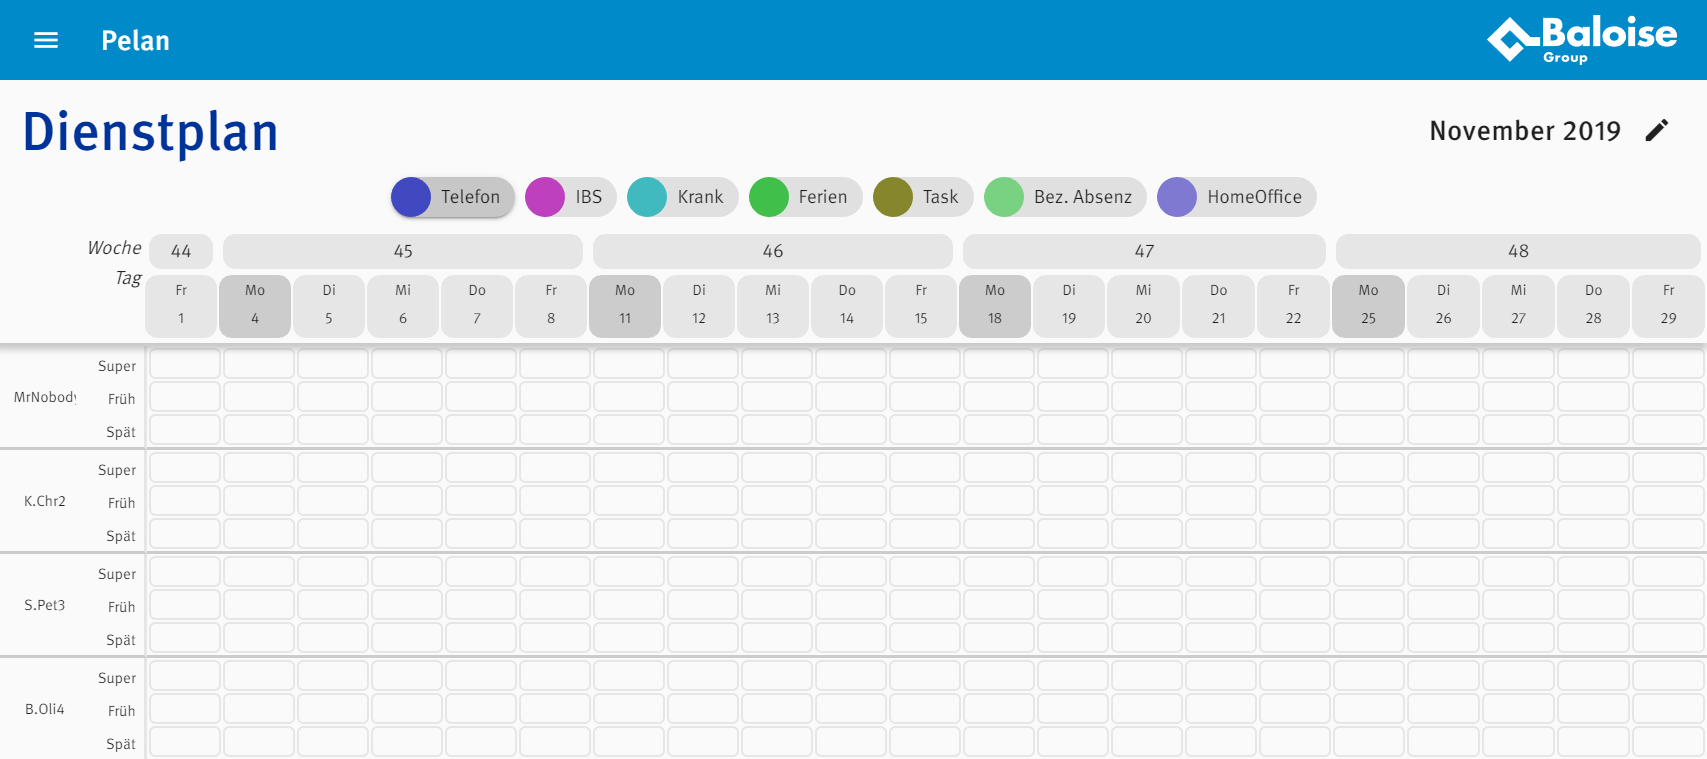 Pelan
Baloise
Group
Dienstplan
November 2019
Telefon IBS Krank Ferien Task Bez. Absenz HomeOffice
Woche 44 45 46 47 48
Tag
Fr Mo Di Mi Do Fr Mo Di Mi Do Fr Mo Di Mi Do Fr Mo Di Mi Do Fr
1 4 5 6 7 8 11 12 13 14 15 18 19 20 21 22 25 26 27 28 29
Super
MrNobody Früh
Spät
Super
K.Chr2 Früh
Spät
Super
S.Pet3 Früh
Spät
Super
B.Oli4 Früh
Spät